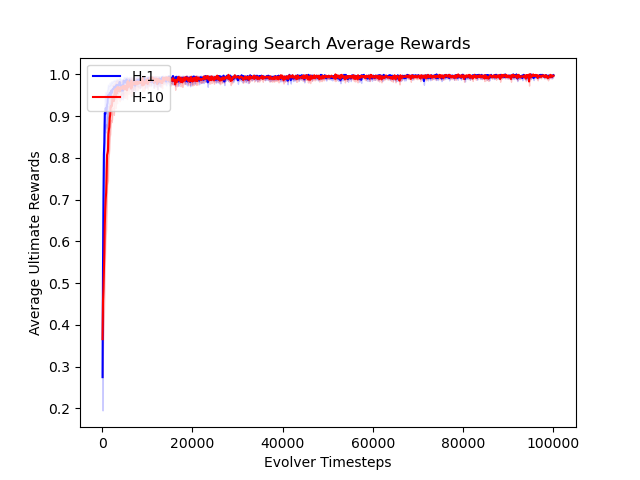 Foraging Search Average Rewards
H-1
H-10
Average Ultimate Rewards
1.0
0.9
0.8
0.7
0.6
0.5
0.4
0.3
0.2
0 20000 40000 60000 80000 100000
Evolver Timesteps